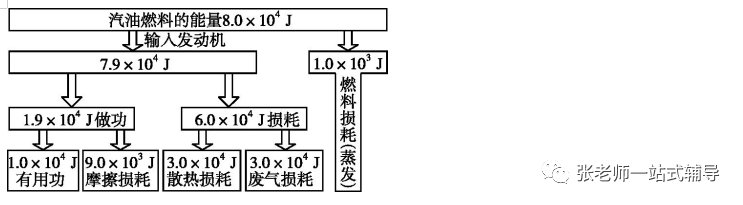 汽油燃料的能量8.0×10⁴ J
输入发动机
7.9×10⁴ J
1.0×10³ J
1.9×10⁴ J做功
6.0×10⁴ J损耗
燃料损耗(蒸发)
1.0×10⁴ J
有用功
9.0×10³ J
摩擦损耗
3.0×10⁴ J
散热损耗
3.0×10⁴ J
废气损耗
张老师一站式辅导